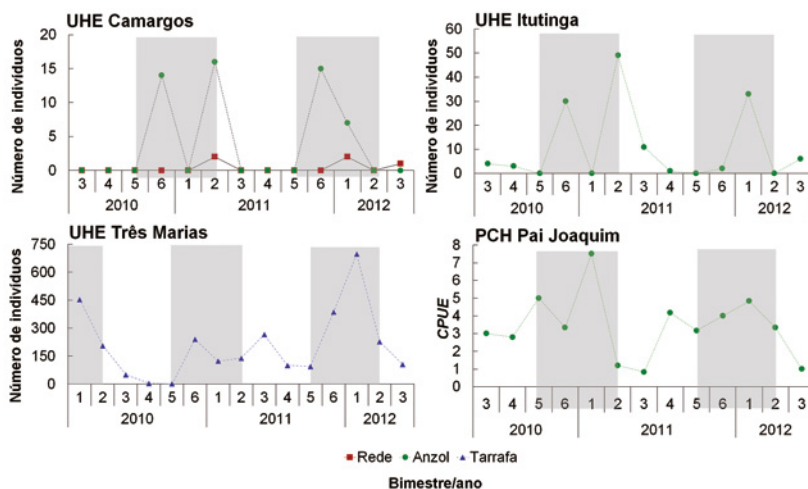 UHE Camargos
Número de indivíduos
20
15
10
5
0
3 4 5 6 1 2 3 4 5 6 1 2 3
2010 2011 2012
UHE Itutinga
Número de indivíduos
60
50
40
30
20
10
0
3 4 5 6 1 2 3 4 5 6 1 2 3
2010 2011 2012
UHE Três Marias
Número de indivíduos
750
600
450
300
150
0
1 2 3 4 5 6 1 2 3 4 5 6 1 2 3
2010 2011 2012
PCH Pai Joaquim
CPUE
8
7
6
5
4
3
2
1
0
3 4 5 6 1 2 3 4 5 6 1 2 3
2010 2011 2012
Rede Anzol Tarrafa
Bimestre/ano